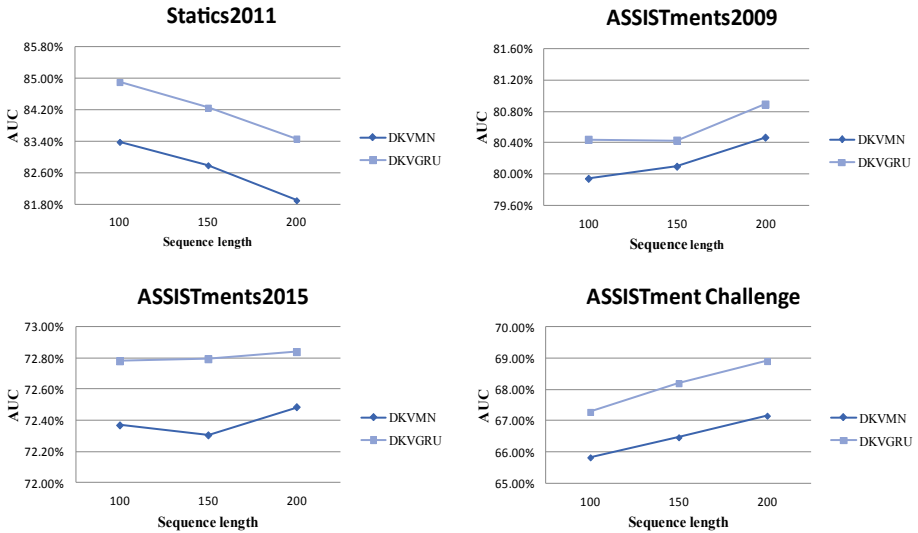 Statics2011
85.80%
85.00%
84.20%
83.40%
82.60%
81.80%
AUC
100 150 200
Sequence length
DKVMN
DKVGRU
ASSISTments2009
81.60%
81.20%
80.80%
80.40%
80.00%
79.60%
AUC
100 150 200
Sequence length
DKVMN
DKVGRU
ASSISTments2015
73.00%
72.80%
72.60%
72.40%
72.20%
72.00%
AUC
100 150 200
Sequence length
DKVMN
DKVGRU
ASSISTment Challenge
70.00%
69.00%
68.00%
67.00%
66.00%
65.00%
AUC
100 150 200
Sequence length
DKVMN
DKVGRU